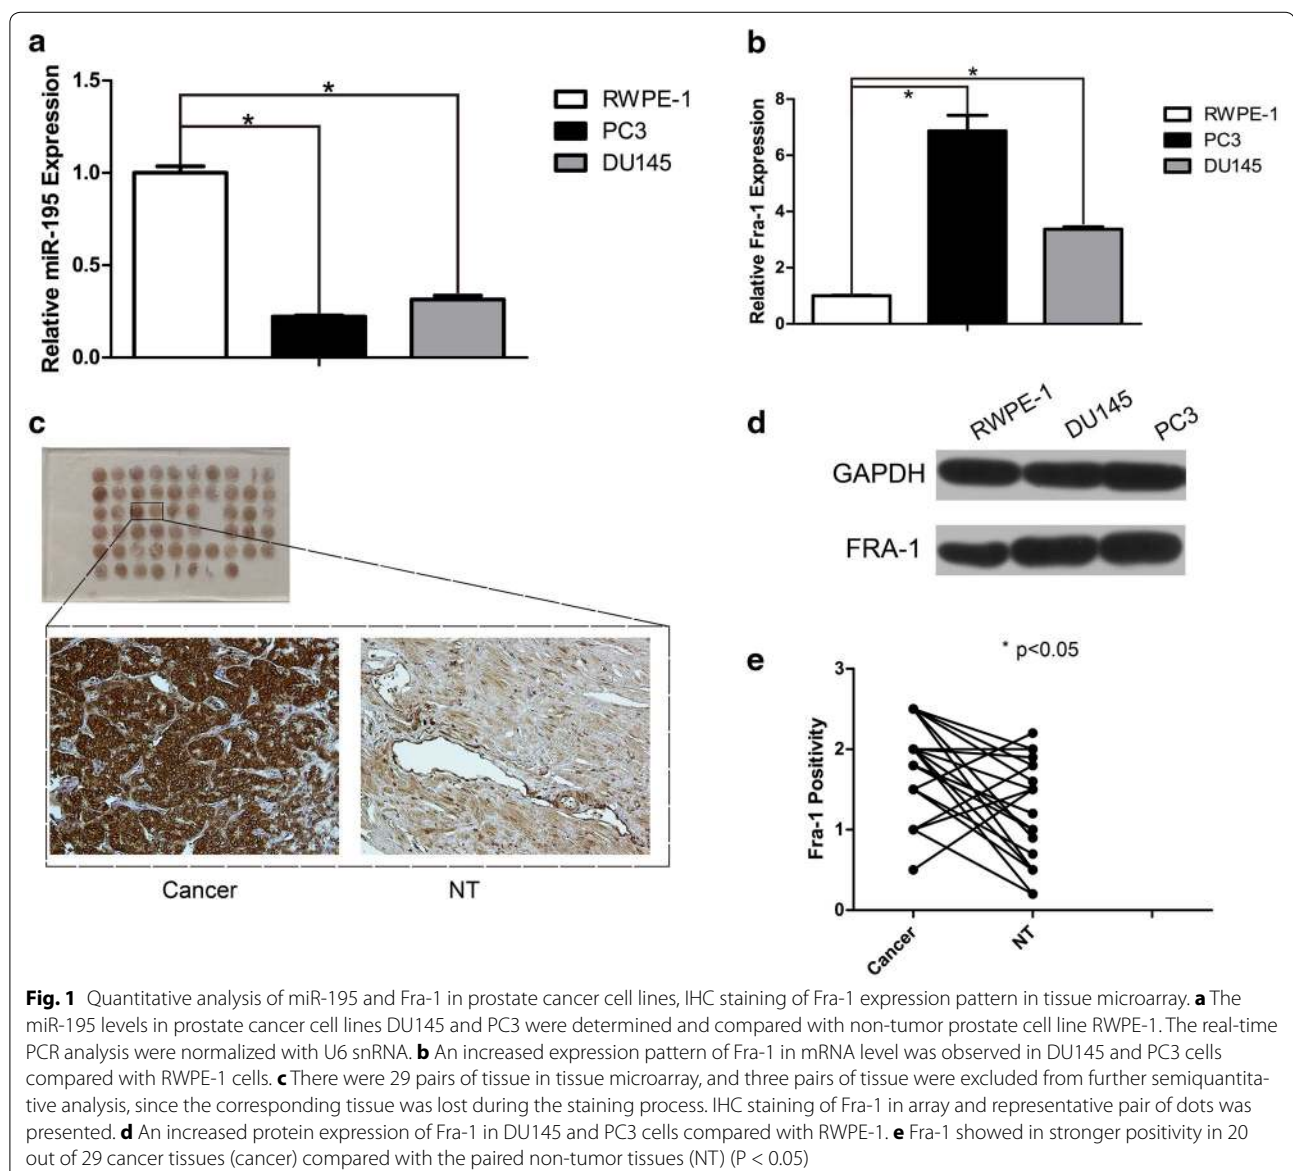 a
1.5
1.0
0.5
0.0
Relative miR-195 Expression
*
*
RWPE-1
PC3
DU145
b
8
6
4
2
0
Relative Fra-1 Expression
*
*
RWPE-1
PC3
DU145
c
Cancer
NT
d
RWPE-1
DU145
PC3
GAPDH
FRA-1
e
* p<0.05
3
2
1
0
Fra-1 Positivity
Cancer
NT
Fig. 1 Quantitative analysis of miR-195 and Fra-1 in prostate cancer cell lines, IHC staining of Fra-1 expression pattern in tissue microarray. a The
miR-195 levels in prostate cancer cell lines DU145 and PC3 were determined and compared with non-tumor prostate cell line RWPE-1. The real-time
PCR analysis were normalized with U6 snRNA. b An increased expression pattern of Fra-1 in mRNA level was observed in DU145 and PC3 cells
compared with RWPE-1 cells. c There were 29 pairs of tissue in tissue microarray, and three pairs of tissue were excluded from further semiquantita-
tive analysis, since the corresponding tissue was lost during the staining process. IHC staining of Fra-1 in array and representative pair of dots was
presented. d An increased protein expression of Fra-1 in DU145 and PC3 cells compared with RWPE-1. e Fra-1 showed in stronger positivity in 20
out of 29 cancer tissues (cancer) compared with the paired non-tumor tissues (NT) (P < 0.05)